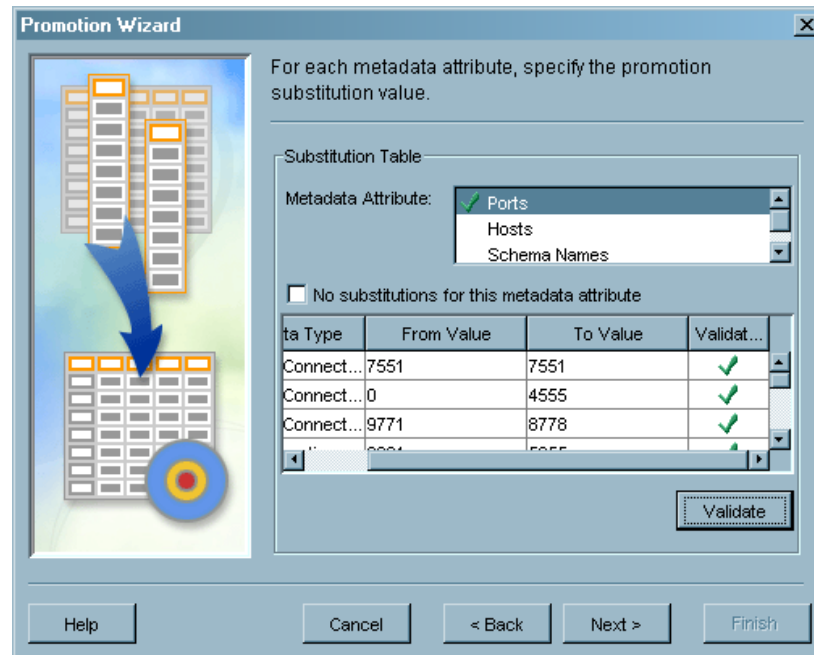 Promotion Wizard
For each metadata attribute, specify the promotion
substitution value.
Substitution Table
Metadata Attribute:
Ports
Hosts
Schema Names
No substitutions for this metadata attribute
ta Type From Value To Value Validat...
Connect... 7551 7551
Connect... 0 4555
Connect... 9771 8778
Validate
Help Cancel < Back Next > Finish